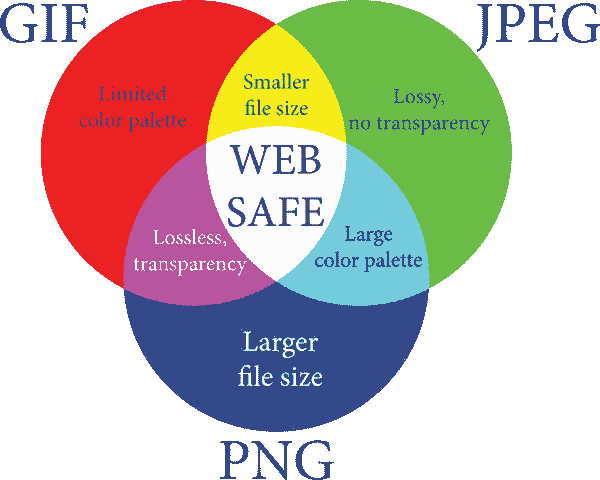 GIF
JPEG
Limited
color palette
Smaller
file size
Lossy,
no transparency
WEB
SAFE
Lossless,
transparency
Large
color palette
Larger
file size
PNG